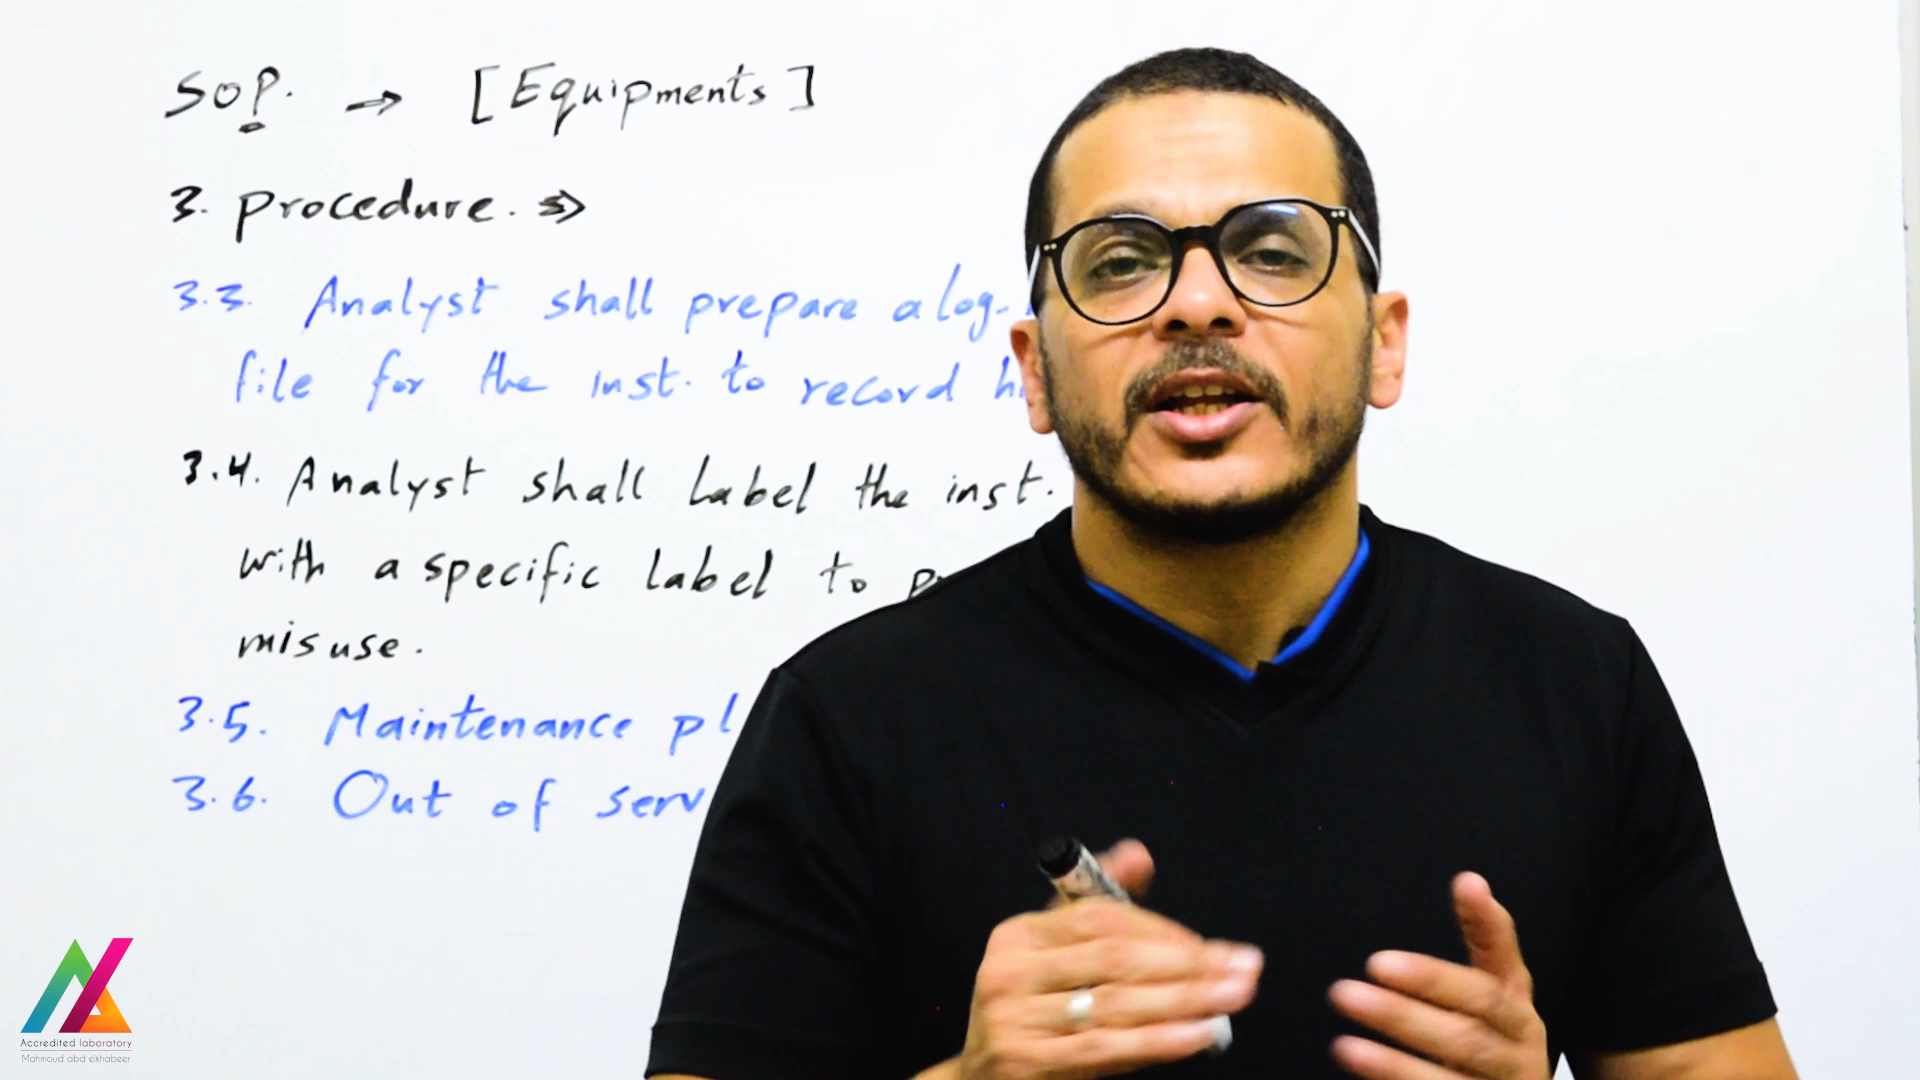 SOP. → [Equipments]
3. procedure. ⇒
3.3. Analyst shall prepare a log-
file for the inst. to record
3.4. Analyst shall Label the inst.
with a specific label to
misuse.
3.5. Maintenance
3.6. Out of
Accredited laboratory
Mahmoud abd elkhabeer